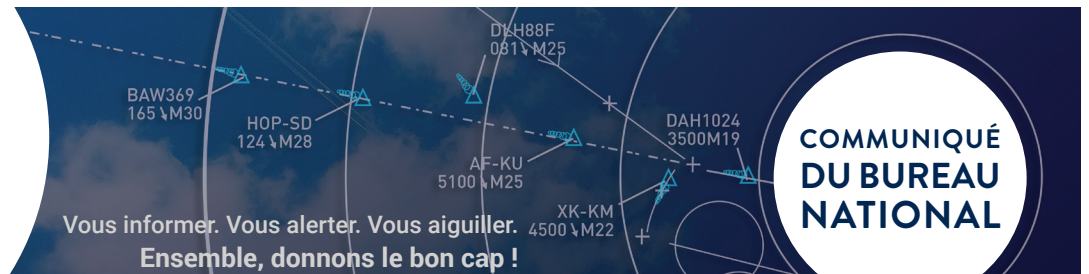 DLH88F
081↘M25
BAW369
165↘M30
HOP-SD
124↘M28
DAH1024
3500M19
AF-KU
5100↘M25
XK-KM
4500↘M22
Vous informer. Vous alerter. Vous aiguiller.
Ensemble, donnons le bon cap !
COMMUNIQUÉ
DU BUREAU
NATIONAL